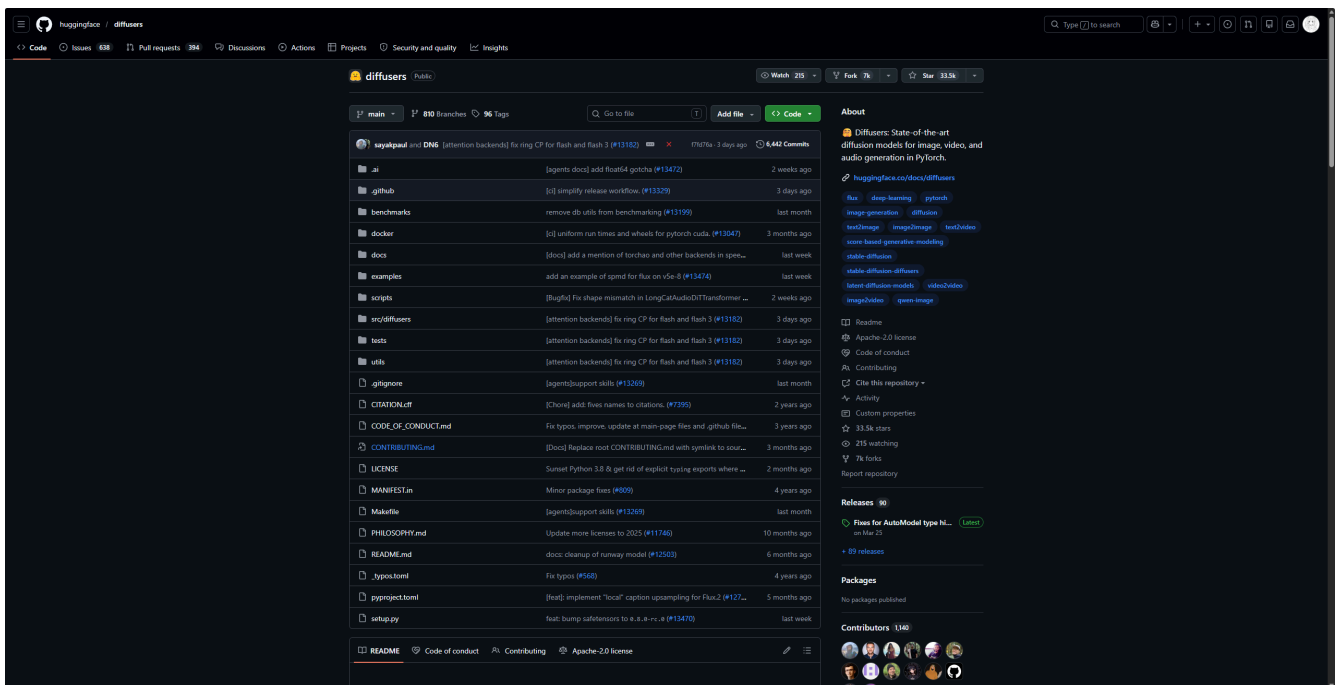 huggingface / diffusers
Type / to search
Code
Issues 638
Pull requests 394
Discussions
Actions
Projects
Security and quality
Insights
diffusers Public
Watch 215
Fork 7k
Star 33.5k
main
810 Branches
96 Tags
Go to file T
Add file
Code
sayakpaul and DN6 [attention backends] fix ring CP for flash and flash 3 (#13182) f7fd76a · 3 days ago 6,442 Commits
.ai [agents docs] add float64 gotcha (#13472) 2 weeks ago
.github [ci] simplify release workflow. (#13329) 3 days ago
benchmarks remove db utils from benchmarking (#13199) last month
docker [ci] uniform run times and wheels for pytorch cuda. (#13047) 3 months ago
docs [docs] add a mention of torchao and other backends in spee... last week
examples add an example of spmd for flux on v5e-8 (#13474) last week
scripts [Bugfix] Fix shape mismatch in LongCatAudioDiTTransformer ... 2 weeks ago
src/diffusers [attention backends] fix ring CP for flash and flash 3 (#13182) 3 days ago
tests [attention backends] fix ring CP for flash and flash 3 (#13182) 3 days ago
utils [attention backends] fix ring CP for flash and flash 3 (#13182) 3 days ago
.gitignore [agents]support skills (#13269) last month
CITATION.cff [Chore] add: fives names to citations. (#7395) 2 years ago
CODE_OF_CONDUCT.md Fix typos, improve, update at main-page files and .github file... 3 years ago
CONTRIBUTING.md [Docs] Replace root CONTRIBUTING.md with symlink to sour... 3 months ago
LICENSE Sunset Python 3.8 & get rid of explicit typing exports where ... 2 months ago
MANIFEST.in Minor package fixes (#809) 4 years ago
Makefile [agents]support skills (#13269) last month
PHILOSOPHY.md Update more licenses to 2025 (#11746) 10 months ago
README.md docs: cleanup of runway model (#12503) 6 months ago
_typos.toml Fix typos (#568) 4 years ago
pyproject.toml [feat]: implement "local" caption upsampling for Flux.2 (#127... 5 months ago
setup.py feat: bump safetensors to 0.8.0-rc.0 (#13470) last week
README
Code of conduct
Contributing
Apache-2.0 license
About
Diffusers: State-of-the-art
diffusion models for image, video, and
audio generation in PyTorch.
huggingface.co/docs/diffusers
flux deep-learning pytorch
image-generation diffusion
text2image image2image text2video
score-based-generative-modeling
stable-diffusion
stable-diffusion-diffusers
latent-diffusion-models video2video
image2video qwen-image
Readme
Apache-2.0 license
Code of conduct
Contributing
Cite this repository
Activity
Custom properties
33.5k stars
215 watching
7k forks
Report repository
Releases 90
Fixes for AutoModel type hi... Latest
on Mar 25
+ 89 releases
Packages
No packages published
Contributors 1,140